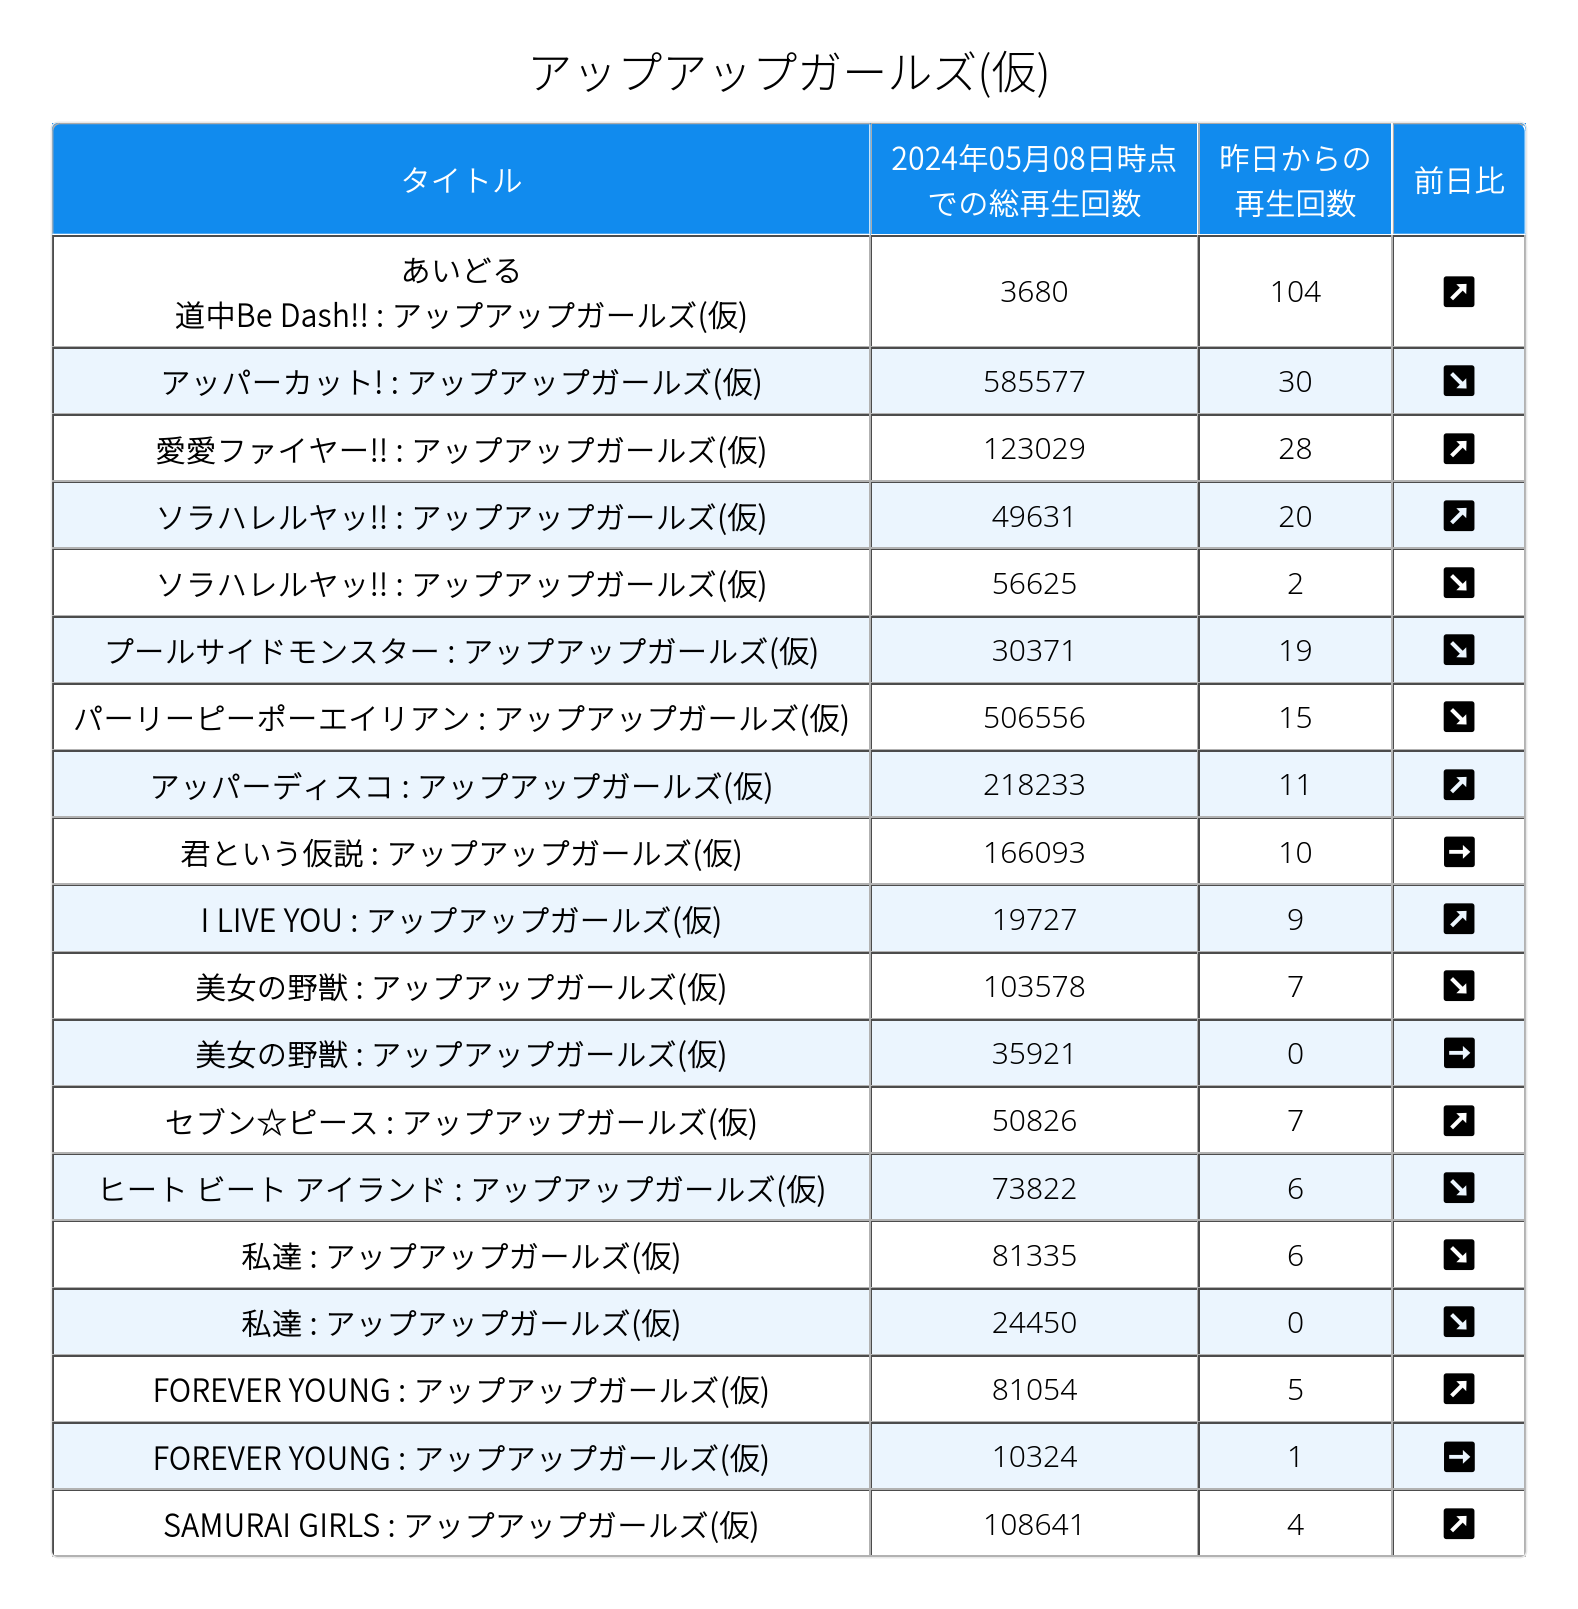 アップアップガールズ(仮)
タイトル 2024年05月08日時点 昨日からの 前日比
での総再生回数 再生回数
あいどる
道中Be Dash!! : アップアップガールズ(仮) 3680 104 ↗
アッパーカット! : アップアップガールズ(仮) 585577 30 ↘
愛愛ファイヤー!! : アップアップガールズ(仮) 123029 28 ↗
ソラハレルヤッ!! : アップアップガールズ(仮) 49631 20 ↗
ソラハレルヤッ!! : アップアップガールズ(仮) 56625 2 ↘
プールサイドモンスター : アップアップガールズ(仮) 30371 19 ↘
パーリーピーポーエイリアン : アップアップガールズ(仮) 506556 15 ↘
アッパーディスコ : アップアップガールズ(仮) 218233 11 ↗
君という仮説 : アップアップガールズ(仮) 166093 10 →
I LIVE YOU : アップアップガールズ(仮) 19727 9 ↗
美女の野獣 : アップアップガールズ(仮) 103578 7 ↘
美女の野獣 : アップアップガールズ(仮) 35921 0 →
セブン☆ピース : アップアップガールズ(仮) 50826 7 ↗
ヒート ビート アイランド : アップアップガールズ(仮) 73822 6 ↘
私達 : アップアップガールズ(仮) 81335 6 ↘
私達 : アップアップガールズ(仮) 24450 0 ↘
FOREVER YOUNG : アップアップガールズ(仮) 81054 5 ↗
FOREVER YOUNG : アップアップガールズ(仮) 10324 1 →
SAMURAI GIRLS : アップアップガールズ(仮) 108641 4 ↗